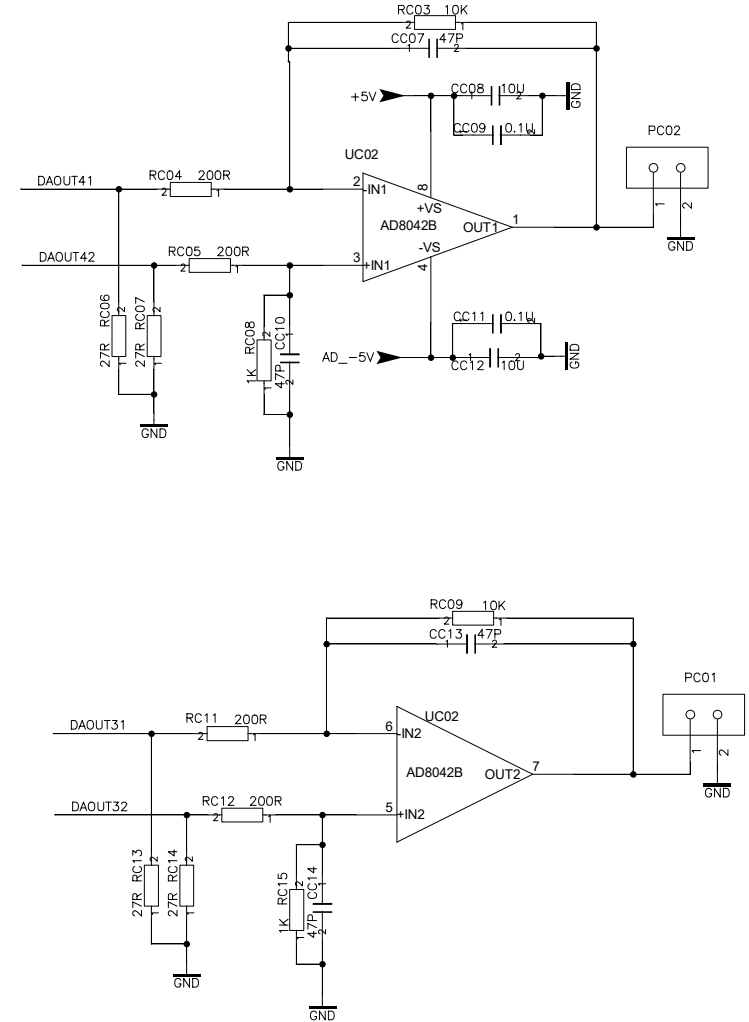 RC03 10K
2 1
CC07 47P
1 2
+5V
CC08 10U
1 2
GND
CC09 0.1U
1 2
PC02
1
2
GND
UC02
DAOUT41
RC04 200R
2 1
2
-IN1
8
+VS
AD8042B
OUT1
1
-VS
4
DAOUT42
RC05 200R
2 1
3
+IN1
27R RC06
1 2
27R RC07
1 2
GND
1K RC08
1 2
47P CC10
2 1
GND
AD_-5V
CC11 0.1U
1 2
CC12 10U
1 2
GND
RC09 10K
2 1
CC13 47P
1 2
PC01
1
2
GND
UC02
DAOUT31
RC11 200R
2 1
6
-IN2
AD8042B
OUT2
7
DAOUT32
RC12 200R
2 1
5
+IN2
27R RC13
1 2
27R RC14
1 2
GND
1K RC15
1 2
47P CC14
2 1
GND